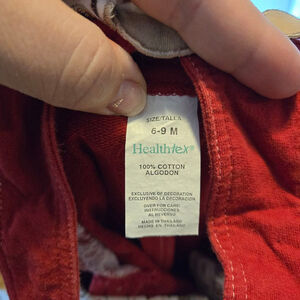 SIZE/TALLA
6-9 M
Healthtex®
100% COTTON
ALGODON
EXCLUSIVE OF DECORATION
EXCLUYENDO LA DECORACION
OVER FOR CARE
INSTRUCTIONS
AL REVERSO
MADE IN THAILAND
HECHO EN THAILAND